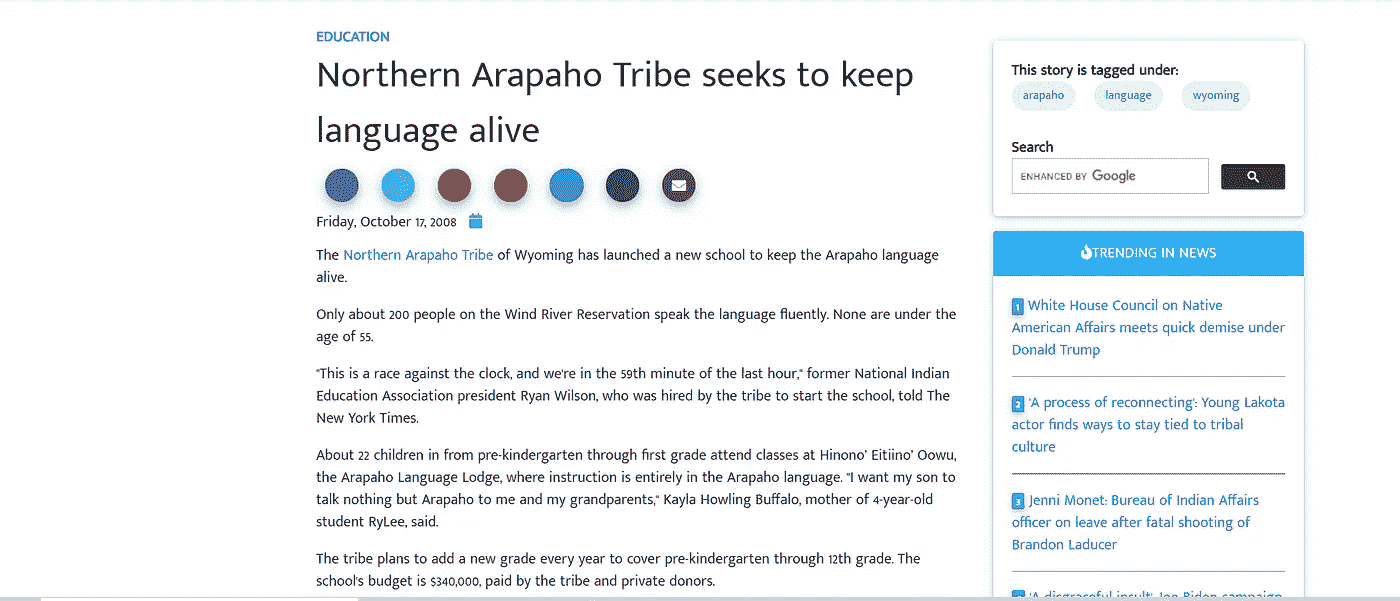 EDUCATION
Northern Arapaho Tribe seeks to keep
language alive
Friday, October 17, 2008
The Northern Arapaho Tribe of Wyoming has launched a new school to keep the Arapaho language
alive.
Only about 200 people on the Wind River Reservation speak the language fluently. None are under the
age of 55.
"This is a race against the clock, and we're in the 59th minute of the last hour," former National Indian
Education Association president Ryan Wilson, who was hired by the tribe to start the school, told The
New York Times.
About 22 children in from pre-kindergarten through first grade attend classes at Hinono' Eitiino' Oowu,
the Arapaho Language Lodge, where instruction is entirely in the Arapaho language. "I want my son to
talk nothing but Arapaho to me and my grandparents," Kayla Howling Buffalo, mother of 4-year-old
student RyLee, said.
The tribe plans to add a new grade every year to cover pre-kindergarten through 12th grade. The
school's budget is $340,000, paid by the tribe and private donors.
This story is tagged under:
arapaho language wyoming
Search
ENHANCED BY Google
TRENDING IN NEWS
1 White House Council on Native
American Affairs meets quick demise under
Donald Trump
2 'A process of reconnecting': Young Lakota
actor finds ways to stay tied to tribal
culture
3 Jenni Monet: Bureau of Indian Affairs
officer on leave after fatal shooting of
Brandon Laducer
'A disgraceful insult': Joe Biden campaign